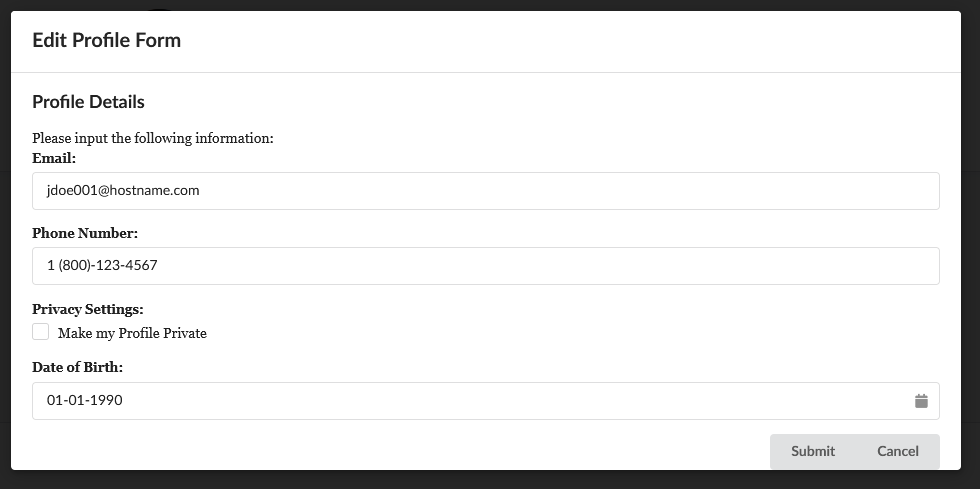 Edit Profile Form
Profile Details
Please input the following information:
Email:
jdoe001@hostname.com
Phone Number:
1 (800)-123-4567
Privacy Settings:
Make my Profile Private
Date of Birth:
01-01-1990
Submit Cancel